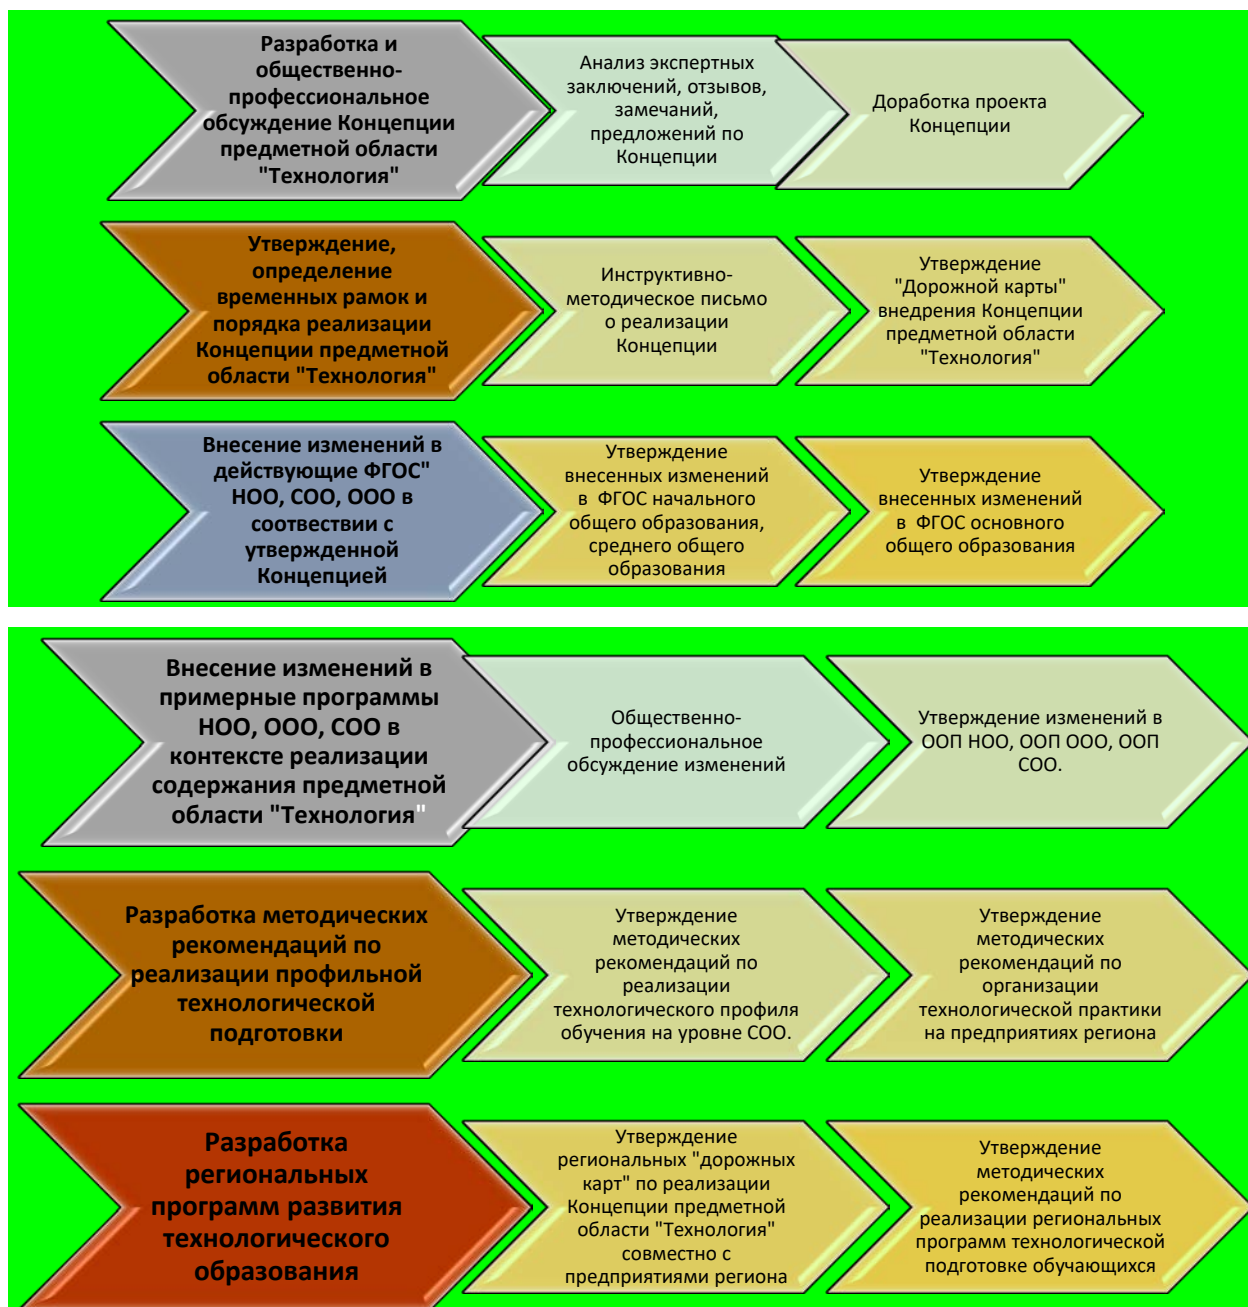 Разработка и
общественно-
профессиональное
обсуждение Концепции
предметной области
"Технология"
Анализ экспертных
заключений, отзывов,
замечаний,
предложений по
Концепции
Доработка проекта
Концепции
Утверждение,
определение
временных рамок и
порядка реализации
Концепции предметной
области "Технология"
Инструктивно-
методическое письмо
о реализации
Концепции
Утверждение
"Дорожной карты"
внедрения Концепции
предметной области
"Технология"
Внесение изменений в
действующие ФГОС"
НОО, СОО, ООО в
соотвествии с
утвержденной
Концепцией
Утверждение
внесенных изменений
в ФГОС начального
общего образования,
среднего общего
образования
Утверждение
внесенных изменений
в ФГОС основного
общего образования
Внесение изменений в
примерные программы
НОО, ООО, СОО в
контексте реализации
содержания предметной
области "Технология"
Общественно-
профессиональное
обсуждение изменений
Утверждение изменений в
ООП НОО, ООП ООО, ООП
СОО.
Разработка методических
рекомендаций по
реализации профильной
технологической
подготовки
Утверждение
методических
рекомендаций по
реализации
технологического профиля
обучения на уровне СОО.
Утверждение
методических
рекомендаций по
организации
технологической практики
на предприятиях региона
Разработка
региональных
программ развития
технологического
образования
Утверждение
региональных "дорожных
карт" по реализации
Концепции предметной
области "Технология"
совместно с
предприятиями региона
Утверждение
методических
рекомендаций по
реализации региональных
программ технологической
подготовке обучающихся